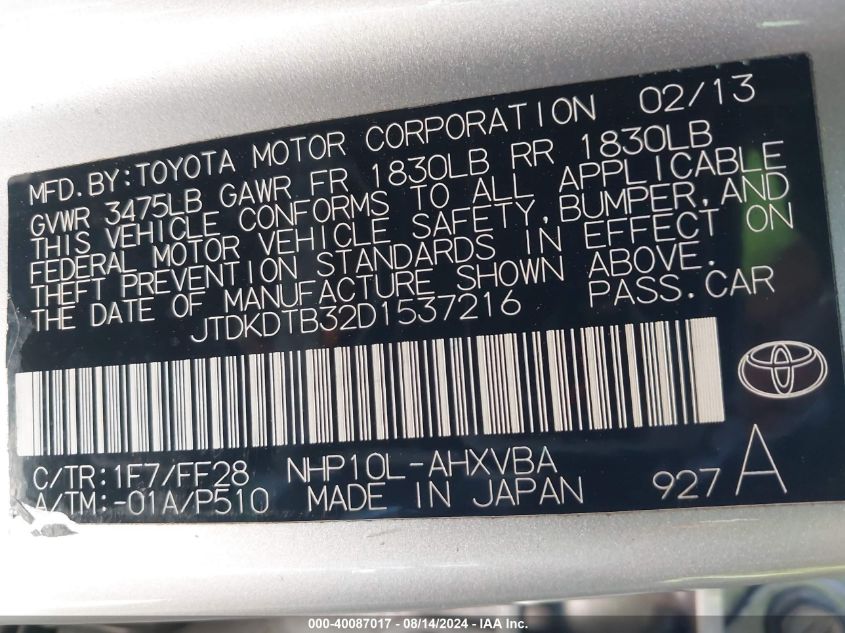 MFD. BY: TOYOTA MOTOR CORPORATION 02/13
GVWR 3475LB GAWR FR 1830LB RR 1830LB
THIS VEHICLE CONFORMS TO ALL APPLICABLE
FEDERAL MOTOR VEHICLE SAFETY, BUMPER, AND
THEFT PREVENTION STANDARDS IN EFFECT ON
THE DATE OF MANUFACTURE SHOWN ABOVE.
JTDKDTB32D1537216 PASS. CAR
C/TR: 1F7/FF28 NHP10L-AHXVBA
A/TM: -01A/P510 MADE IN JAPAN 927 A
000-40087017 - 08/14/2024 - IAA Inc.